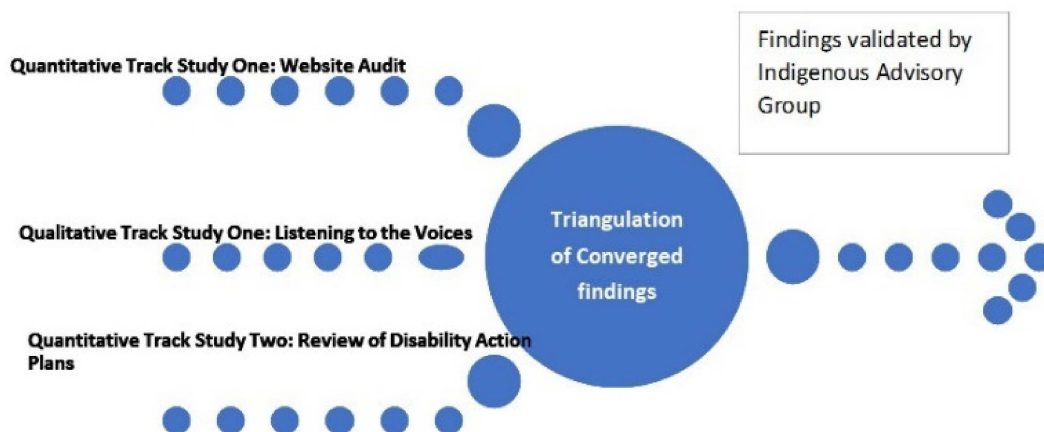 Quantitative Track Study One: Website Audit
Findings validated by
Indigenous Advisory
Group
Qualitative Track Study One: Listening to the Voices
Triangulation
of Converged
findings
Quantitative Track Study Two: Review of Disability Action
Plans